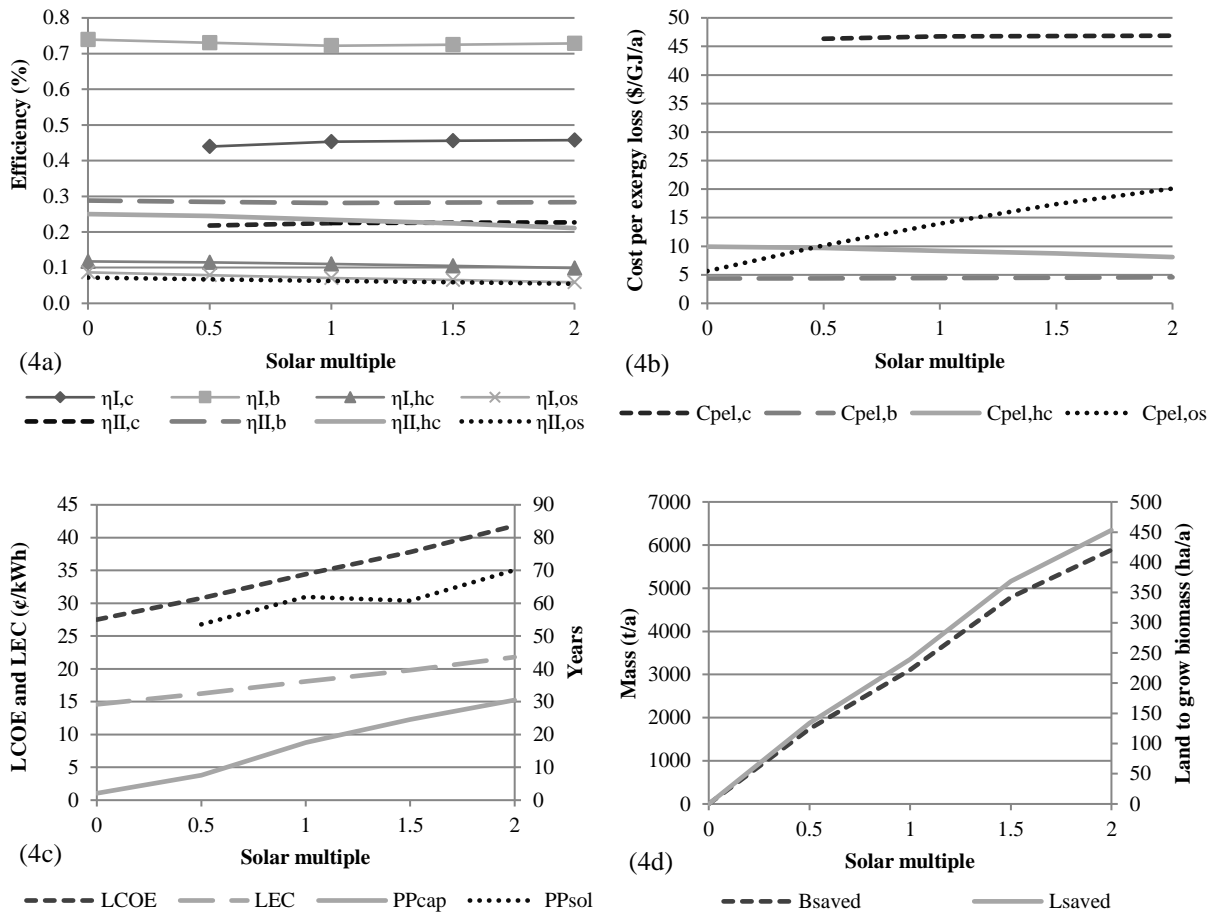 0.8
0.7
0.6
0.5
0.4
0.3
0.2
0.1
0.0
Efficiency (%)
0 0.5 1 1.5 2
Solar multiple
(4a)
ηI,c ηI,b ηI,hc ηI,os
ηII,c ηII,b ηII,hc ηII,os
50
45
40
35
30
25
20
15
10
5
0
Cost per exergy loss ($/GJ/a)
0 0.5 1 1.5 2
Solar multiple
(4b)
Cpel,c Cpel,b Cpel,hc Cpel,os
45
40
35
30
25
20
15
10
5
0
LCOE and LEC (¢/kWh)
90
80
70
60
50
40
30
20
10
0
Years
0 0.5 1 1.5 2
Solar multiple
(4c)
LCOE LEC PPcap PPsol
7000
6000
5000
4000
3000
2000
1000
0
Mass (t/a)
500
450
400
350
300
250
200
150
100
50
0
Land to grow biomass (ha/a)
0 0.5 1 1.5 2
Solar multiple
(4d)
Bsaved Lsaved